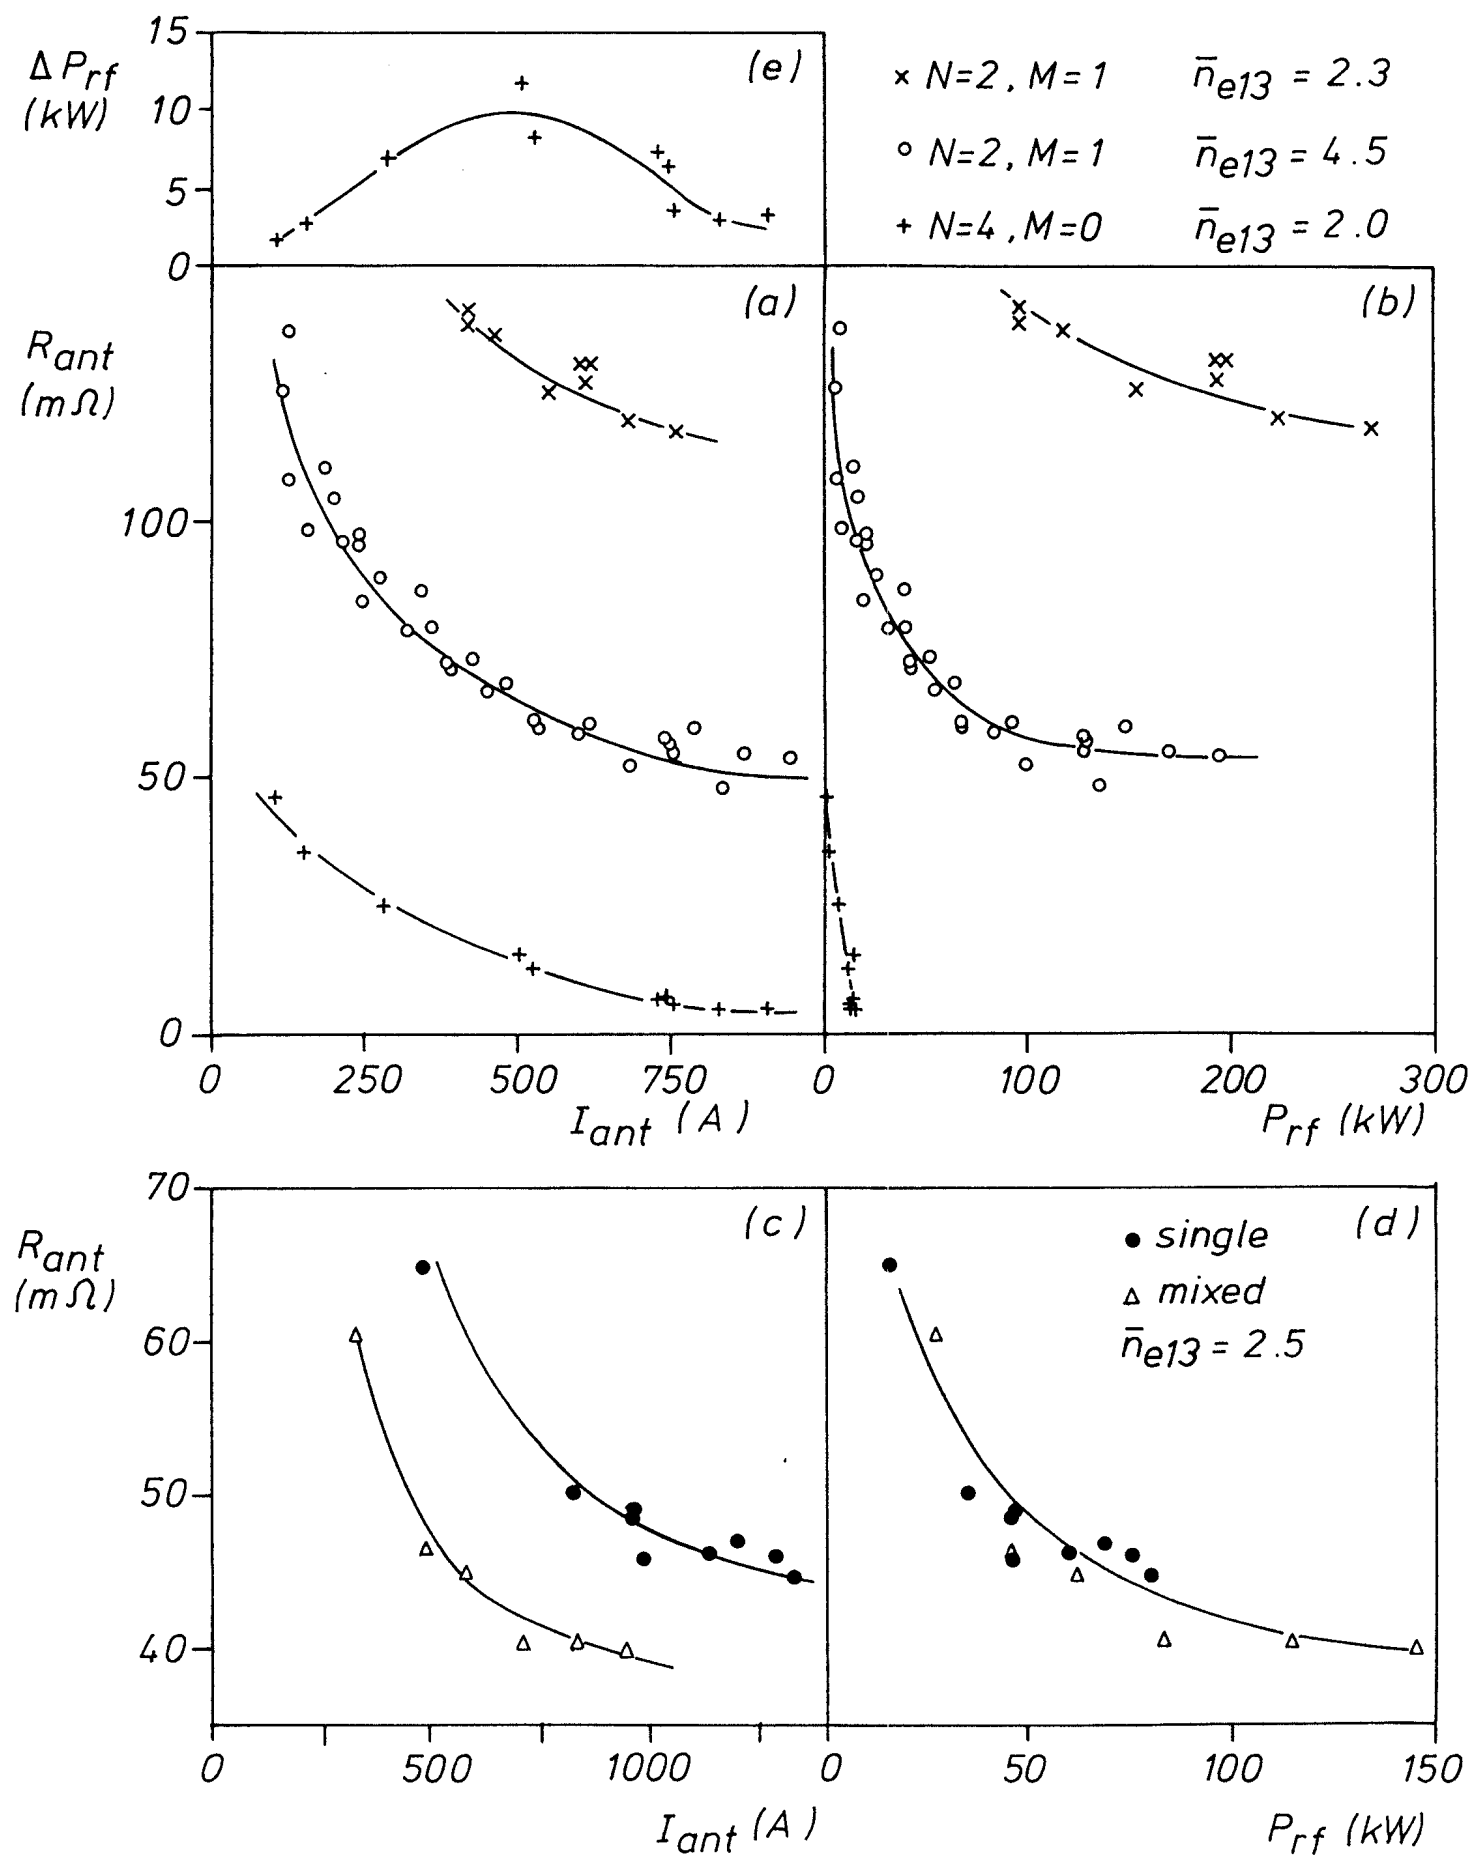 15
ΔP_rf
(kW)
10
5
0
(e)
× N=2, M=1 n̄_e13 = 2.3
○ N=2, M=1 n̄_e13 = 4.5
+ N=4, M=0 n̄_e13 = 2.0
(a)
(b)
R_ant
(mΩ)
100
50
0
0 250 500 750 0 100 200 300
I_ant (A) P_rf (kW)
70
R_ant
(mΩ)
60
50
40
(c)
(d)
● single
△ mixed
n̄_e13 = 2.5
0 500 1000 0 50 100 150
I_ant (A) P_rf (kW)